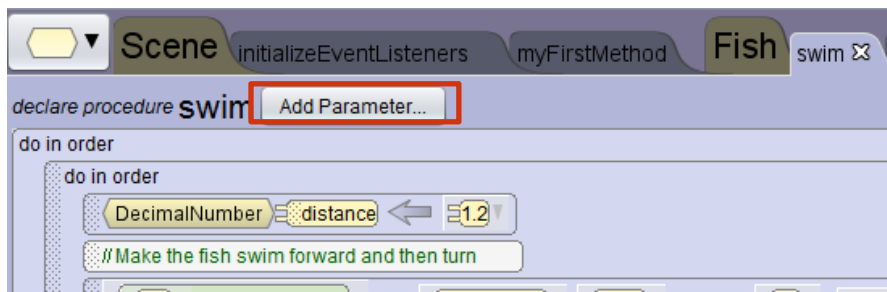 Scene initializeEventListeners myFirstMethod Fish swim
declare procedure swim Add Parameter...
do in order
do in order
DecimalNumber distance 1.2
//Make the fish swim forward and then turn